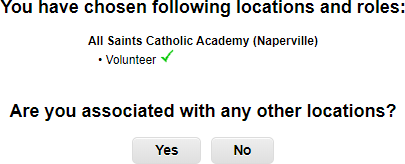 You have chosen following locations and roles:
All Saints Catholic Academy (Naperville)
• Volunteer ✓
Are you associated with any other locations?
Yes No